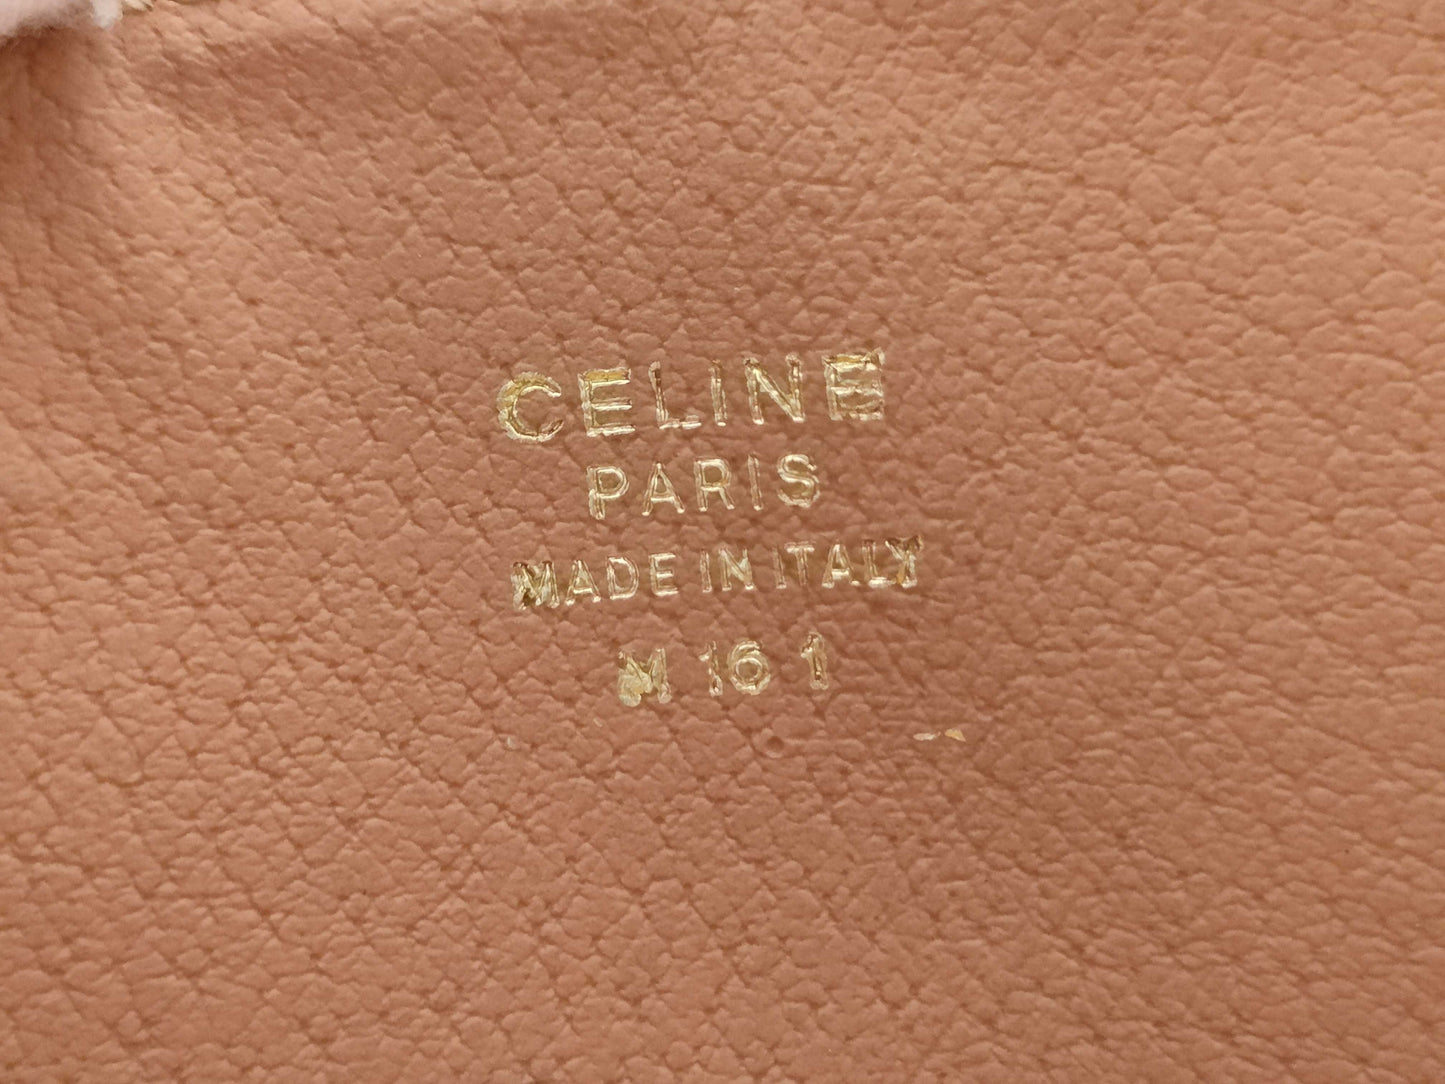 CELINE
PARIS
MADE IN ITALY
M 16 1